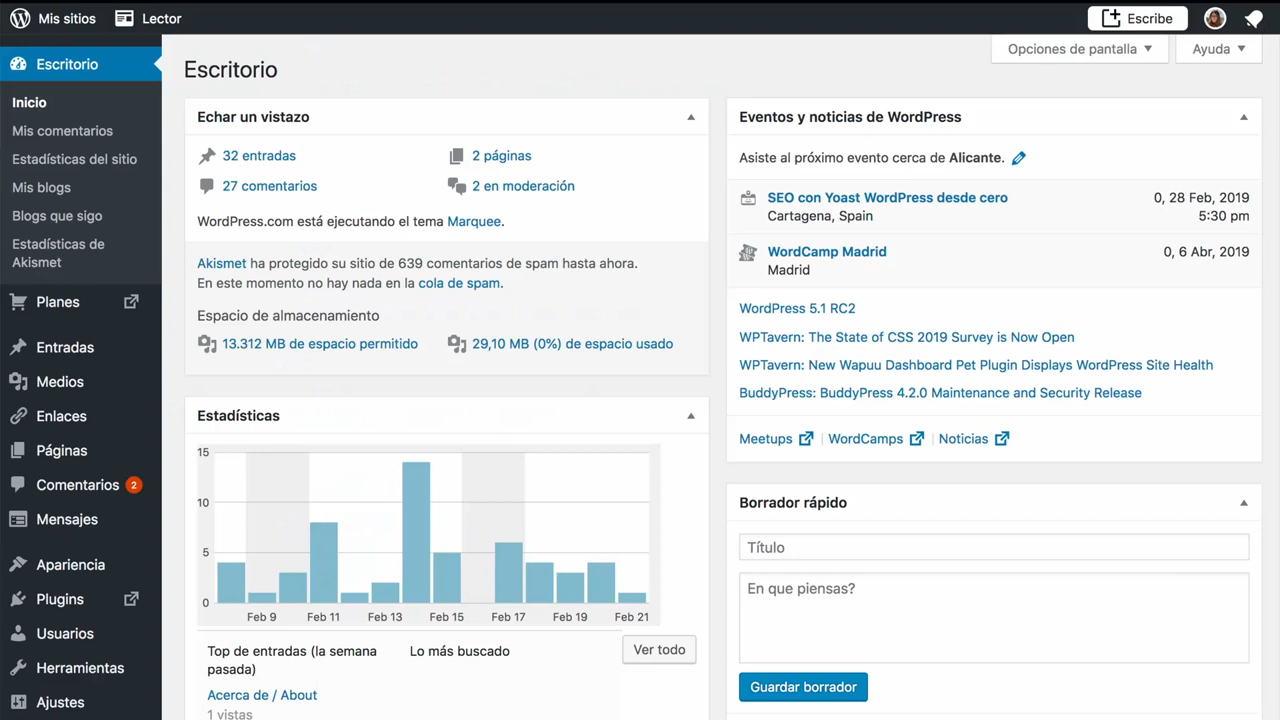 Mis sitios
Lector
Escribe
Escritorio
Inicio
Mis comentarios
Estadísticas del sitio
Mis blogs
Blogs que sigo
Estadísticas de
Akismet
Planes
Entradas
Medios
Enlaces
Páginas
Comentarios 2
Mensajes
Apariencia
Plugins
Usuarios
Herramientas
Ajustes
Opciones de pantalla
Ayuda
Escritorio
Echar un vistazo
32 entradas
2 páginas
27 comentarios
2 en moderación
WordPress.com está ejecutando el tema Marquee.
Akismet ha protegido su sitio de 639 comentarios de spam hasta ahora.
En este momento no hay nada en la cola de spam.
Espacio de almacenamiento
13.312 MB de espacio permitido
29,10 MB (0%) de espacio usado
Estadísticas
15
10
5
0
Feb 9 Feb 11 Feb 13 Feb 15 Feb 17 Feb 19 Feb 21
Top de entradas (la semana
pasada)
Lo más buscado
Ver todo
Acerca de / About
1 vistas
Eventos y noticias de WordPress
Asiste al próximo evento cerca de Alicante.
SEO con Yoast WordPress desde cero
Cartagena, Spain
0, 28 Feb, 2019
5:30 pm
WordCamp Madrid
Madrid
0, 6 Abr, 2019
WordPress 5.1 RC2
WPTavern: The State of CSS 2019 Survey is Now Open
WPTavern: New Wapuu Dashboard Pet Plugin Displays WordPress Site Health
BuddyPress: BuddyPress 4.2.0 Maintenance and Security Release
Meetups | WordCamps | Noticias
Borrador rápido
Título
En que piensas?
Guardar borrador